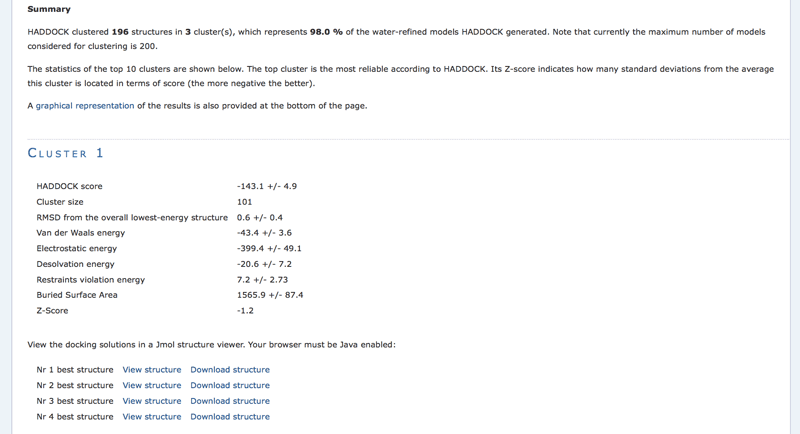 Summary
HADDOCK clustered 196 structures in 3 cluster(s), which represents 98.0 % of the water-refined models HADDOCK generated. Note that currently the maximum number of models
considered for clustering is 200.
The statistics of the top 10 clusters are shown below. The top cluster is the most reliable according to HADDOCK. Its Z-score indicates how many standard deviations from the average
this cluster is located in terms of score (the more negative the better).
A graphical representation of the results is also provided at the bottom of the page.
CLUSTER 1
HADDOCK score -143.1 +/- 4.9
Cluster size 101
RMSD from the overall lowest-energy structure 0.6 +/- 0.4
Van der Waals energy -43.4 +/- 3.6
Electrostatic energy -399.4 +/- 49.1
Desolvation energy -20.6 +/- 7.2
Restraints violation energy 7.2 +/- 2.73
Buried Surface Area 1565.9 +/- 87.4
Z-Score -1.2
View the docking solutions in a Jmol structure viewer. Your browser must be Java enabled:
Nr 1 best structure View structure Download structure
Nr 2 best structure View structure Download structure
Nr 3 best structure View structure Download structure
Nr 4 best structure View structure Download structure